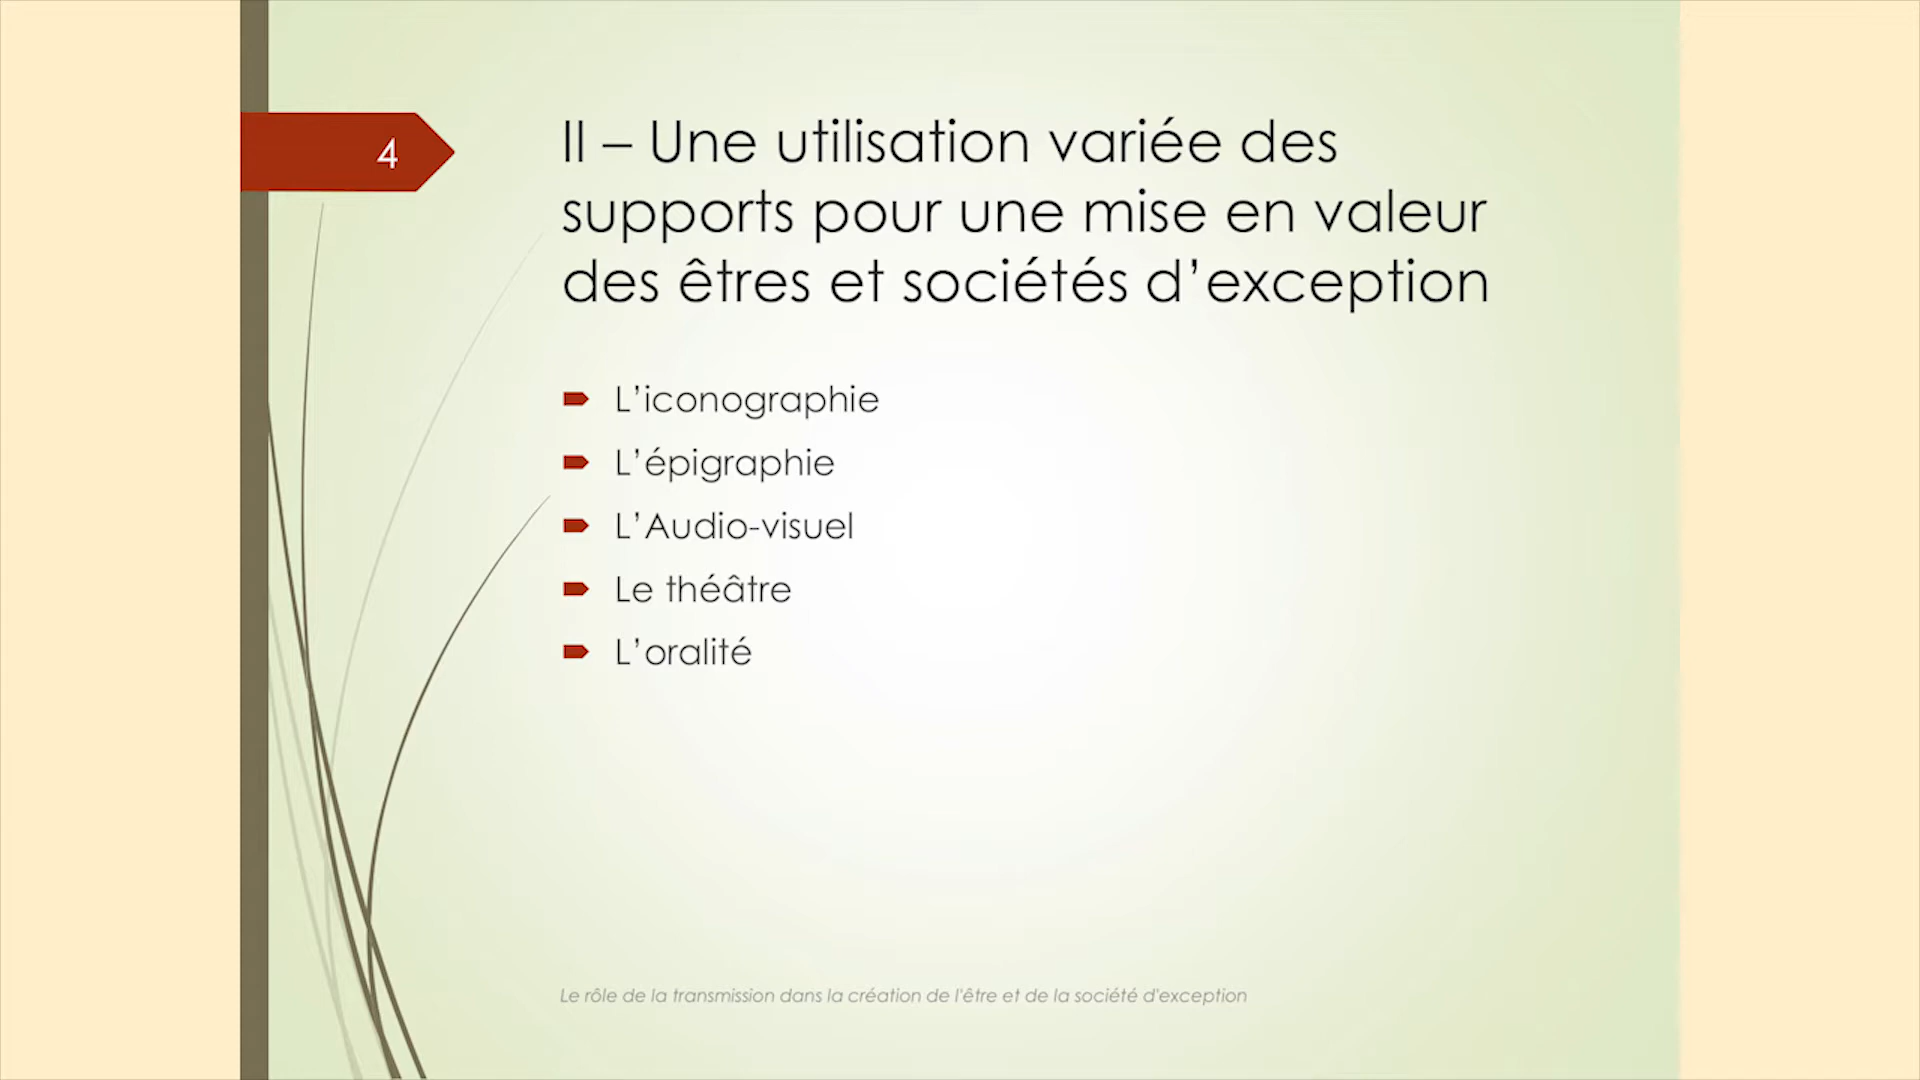 4
II – Une utilisation variée des
supports pour une mise en valeur
des êtres et sociétés d’exception
L’iconographie
L’épigraphie
L’Audio-visuel
Le théâtre
L’oralité
Le rôle de la transmission dans la création de l'être et de la société d'exception